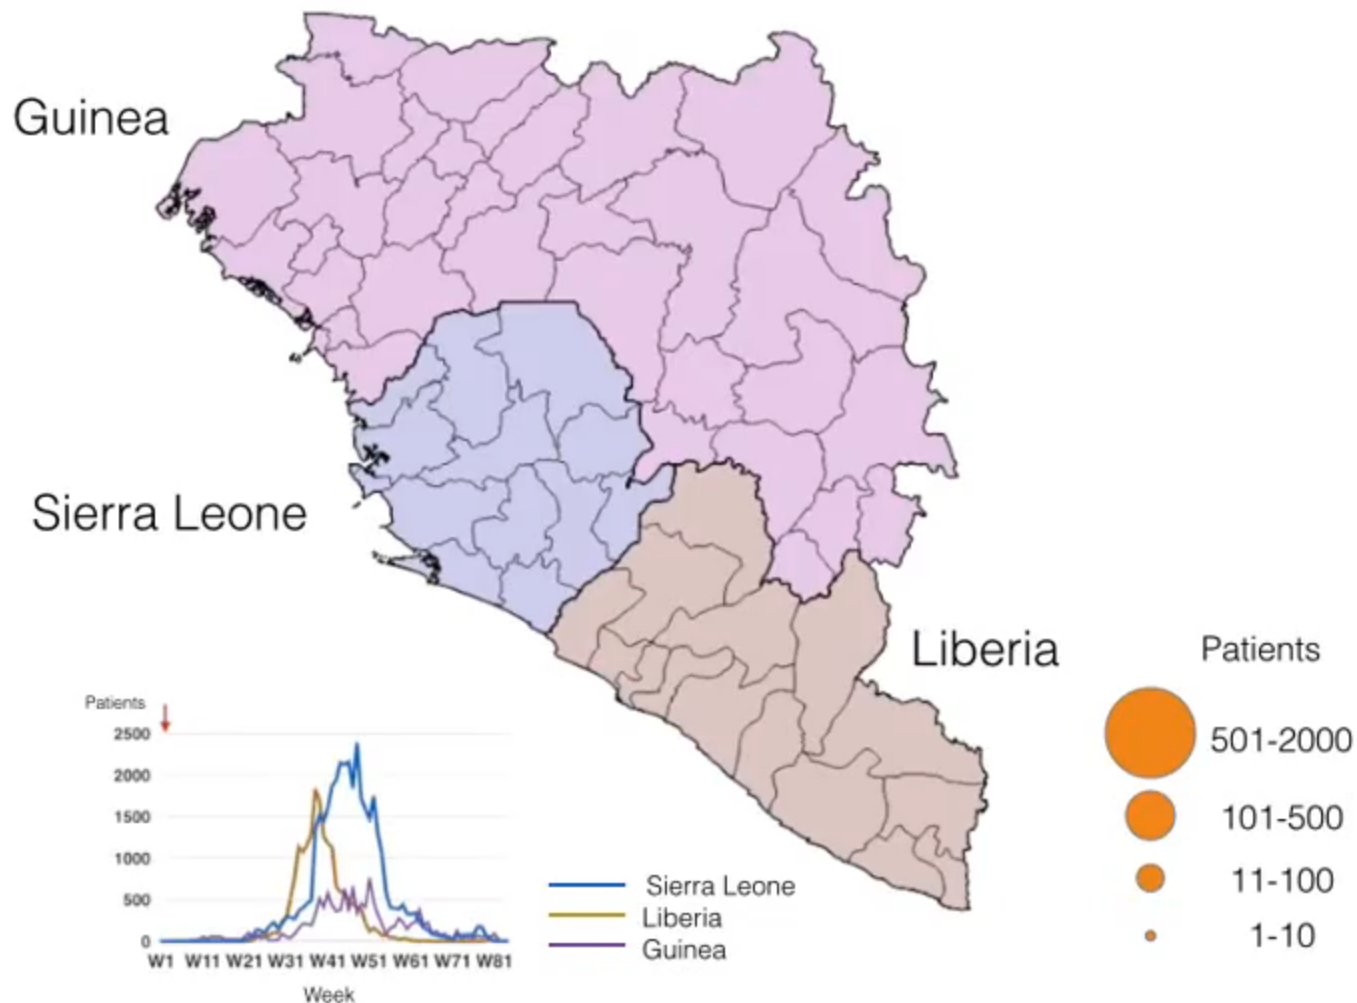 Guinea
Sierra Leone
Liberia
Patients
501-2000
101-500
11-100
1-10
Patients
2500
2000
1500
1000
500
0
W1 W11 W21 W31 W41 W51 W61 W71 W81
Week
Sierra Leone
Liberia
Guinea